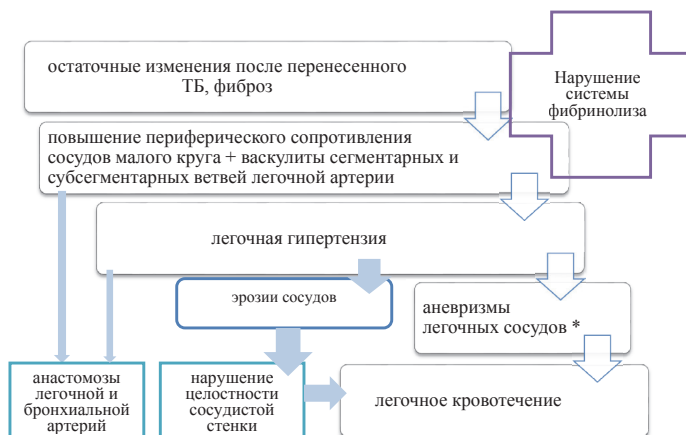 остаточные изменения после перенесенного
ТБ, фиброз
Нарушение
системы
фибринолиза
повышение периферического сопротивления
сосудов малого круга + васкулиты сегментарных и
субсегментарных ветвей легочной артерии
легочная гипертензия
эрозии сосудов
аневризмы
легочных сосудов *
анастомозы
легочной и
бронхиальной
артерий
нарушение
целостности
сосудистой
стенки
легочное кровотечение